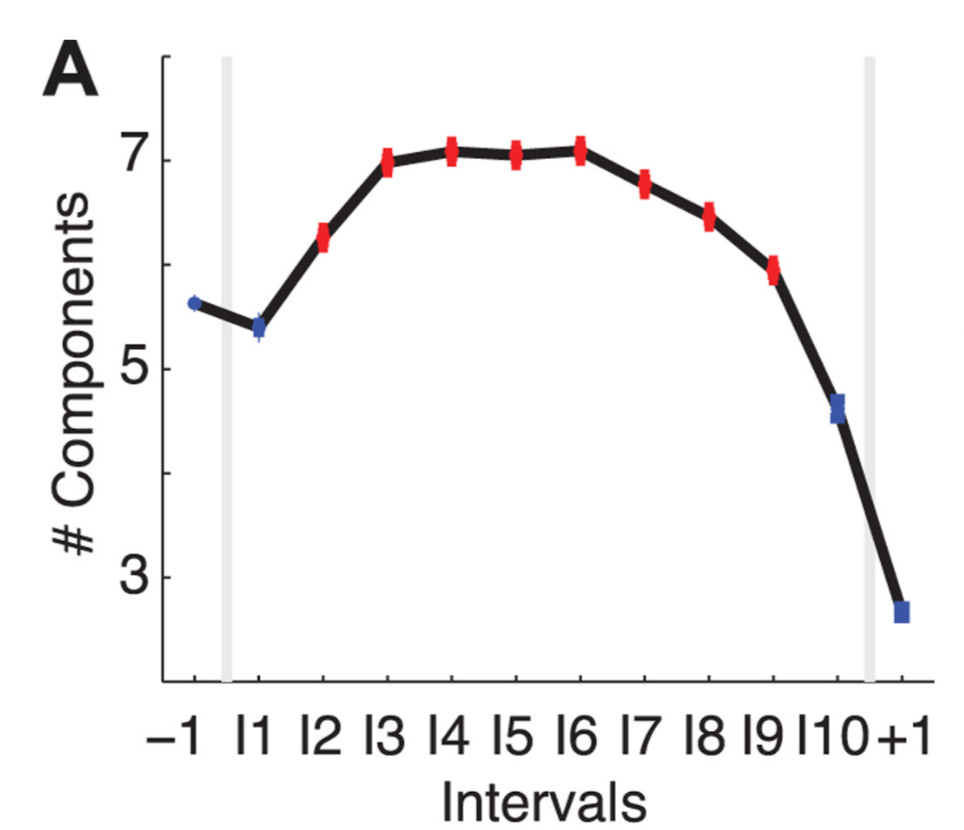 A
7
5
3
# Components
−1 I1 I2 I3 I4 I5 I6 I7 I8 I9 I10 +1
Intervals